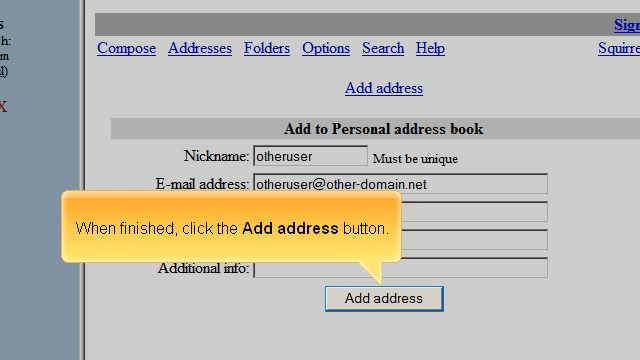 s
Sign
h:
m
Compose Addresses Folders Options Search Help Squirre
l)
X
Add address
Add to Personal address book
Nickname: otheruser Must be unique
E-mail address: otheruser@other-domain.net
When finished, click the Add address button.
Additional info:
Add address